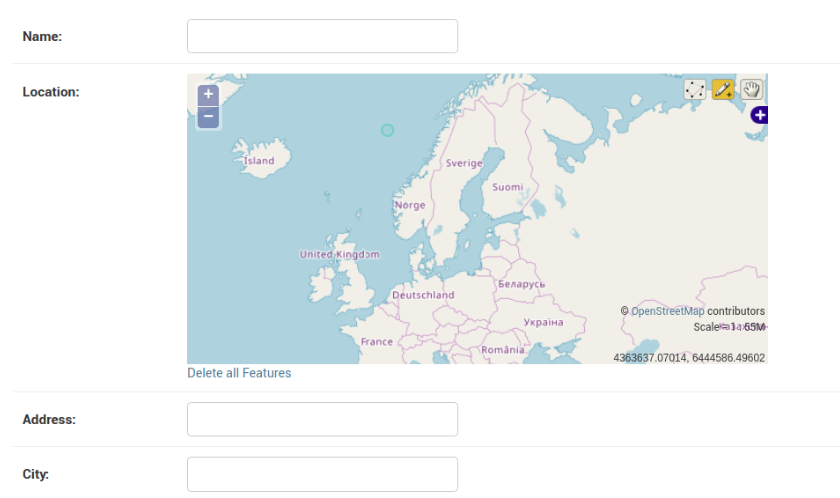 Name:
Location:
+
−
Ísland
Sverige
Suomi
Norge
United Kingdom
Беларусь
Deutschland
© OpenStreetMap contributors
Україна
Scale = 1 : 65M
France
România
4363637.07014, 6444586.49602
Delete all Features
Address:
City: